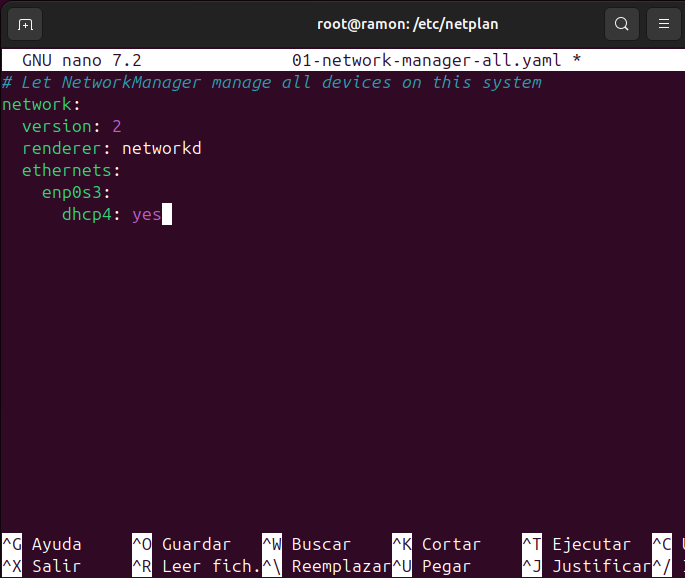 root@ramon: /etc/netplan
GNU nano 7.2 01-network-manager-all.yaml *
# Let NetworkManager manage all devices on this system
network:
  version: 2
  renderer: networkd
  ethernets:
    enp0s3:
      dhcp4: yes
^G Ayuda ^O Guardar ^W Buscar ^K Cortar ^T Ejecutar ^C
^X Salir ^R Leer fich. ^\ Reemplazar ^U Pegar ^J Justificar ^/